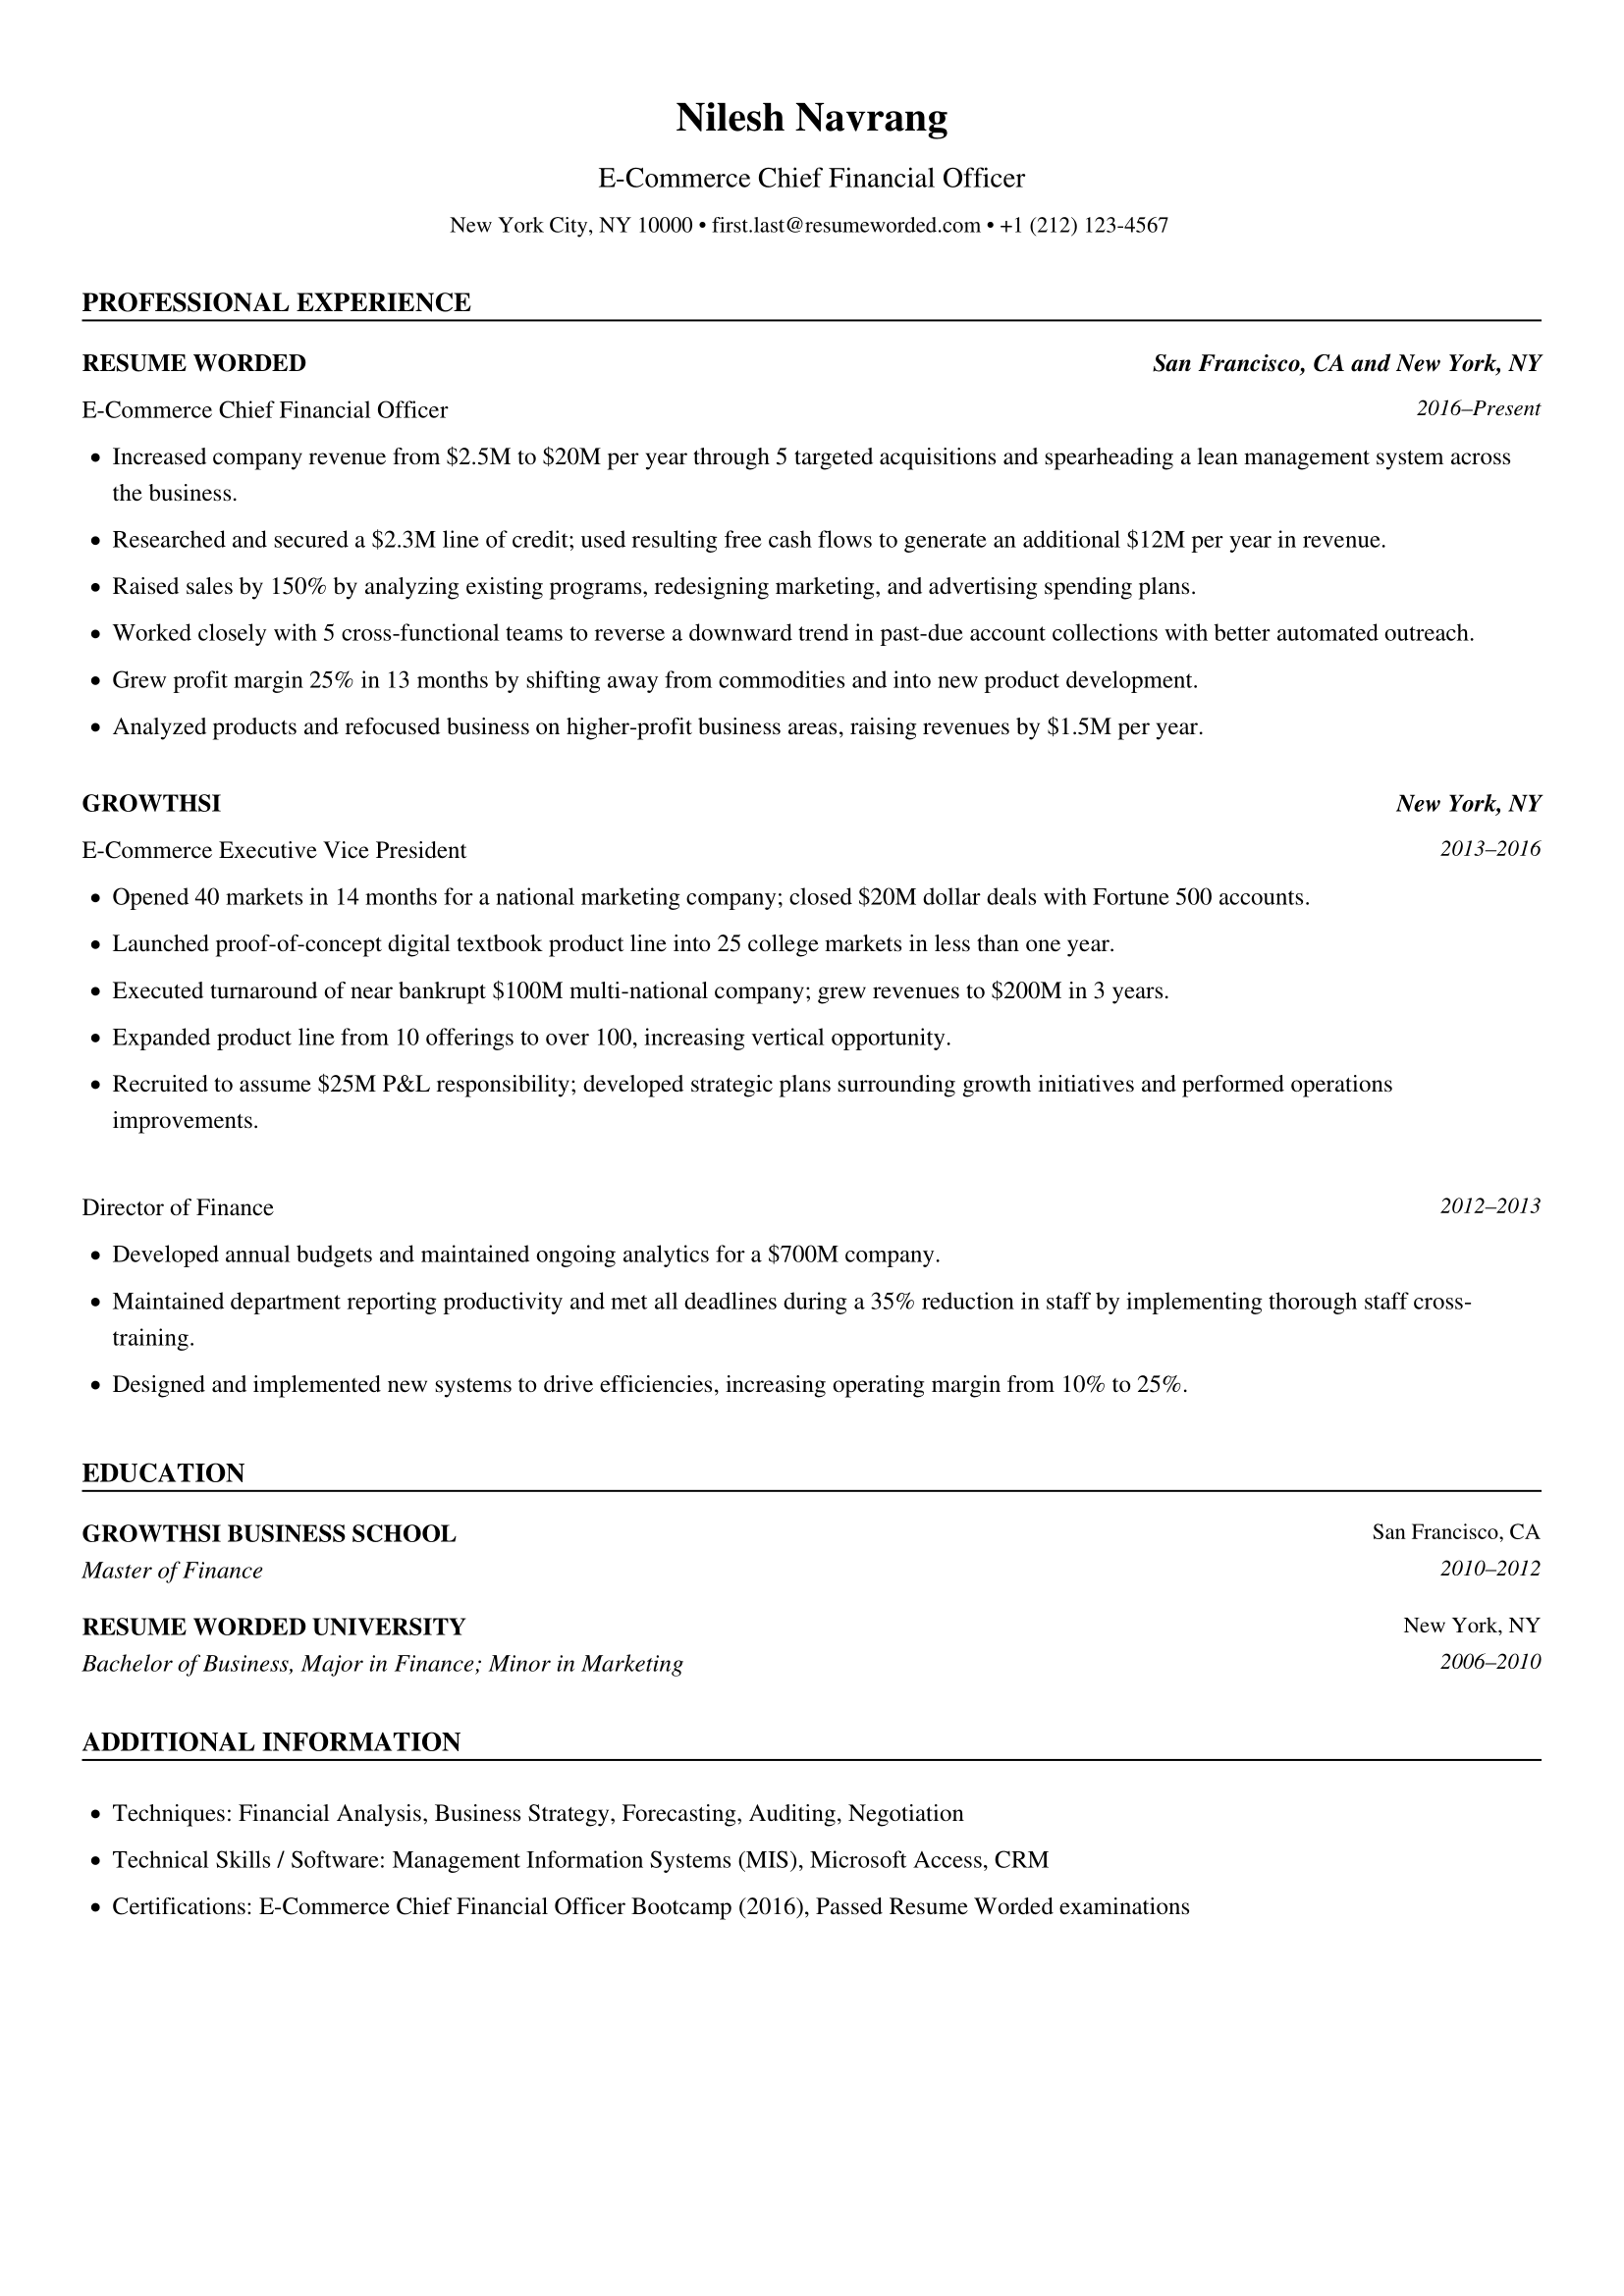 Nilesh Navrang
E-Commerce Chief Financial Officer
New York City, NY 10000 • first.last@resumeworded.com • +1 (212) 123-4567
PROFESSIONAL EXPERIENCE
RESUME WORDED San Francisco, CA and New York, NY
E-Commerce Chief Financial Officer 2016–Present
• Increased company revenue from $2.5M to $20M per year through 5 targeted acquisitions and spearheading a lean management system across
the business.
• Researched and secured a $2.3M line of credit; used resulting free cash flows to generate an additional $12M per year in revenue.
• Raised sales by 150% by analyzing existing programs, redesigning marketing, and advertising spending plans.
• Worked closely with 5 cross-functional teams to reverse a downward trend in past-due account collections with better automated outreach.
• Grew profit margin 25% in 13 months by shifting away from commodities and into new product development.
• Analyzed products and refocused business on higher-profit business areas, raising revenues by $1.5M per year.
GROWTHSI New York, NY
E-Commerce Executive Vice President 2013–2016
• Opened 40 markets in 14 months for a national marketing company; closed $20M dollar deals with Fortune 500 accounts.
• Launched proof-of-concept digital textbook product line into 25 college markets in less than one year.
• Executed turnaround of near bankrupt $100M multi-national company; grew revenues to $200M in 3 years.
• Expanded product line from 10 offerings to over 100, increasing vertical opportunity.
• Recruited to assume $25M P&L responsibility; developed strategic plans surrounding growth initiatives and performed operations
improvements.
Director of Finance 2012–2013
• Developed annual budgets and maintained ongoing analytics for a $700M company.
• Maintained department reporting productivity and met all deadlines during a 35% reduction in staff by implementing thorough staff cross-
training.
• Designed and implemented new systems to drive efficiencies, increasing operating margin from 10% to 25%.
EDUCATION
GROWTHSI BUSINESS SCHOOL San Francisco, CA
Master of Finance 2010–2012
RESUME WORDED UNIVERSITY New York, NY
Bachelor of Business, Major in Finance; Minor in Marketing 2006–2010
ADDITIONAL INFORMATION
• Techniques: Financial Analysis, Business Strategy, Forecasting, Auditing, Negotiation
• Technical Skills / Software: Management Information Systems (MIS), Microsoft Access, CRM
• Certifications: E-Commerce Chief Financial Officer Bootcamp (2016), Passed Resume Worded examinations